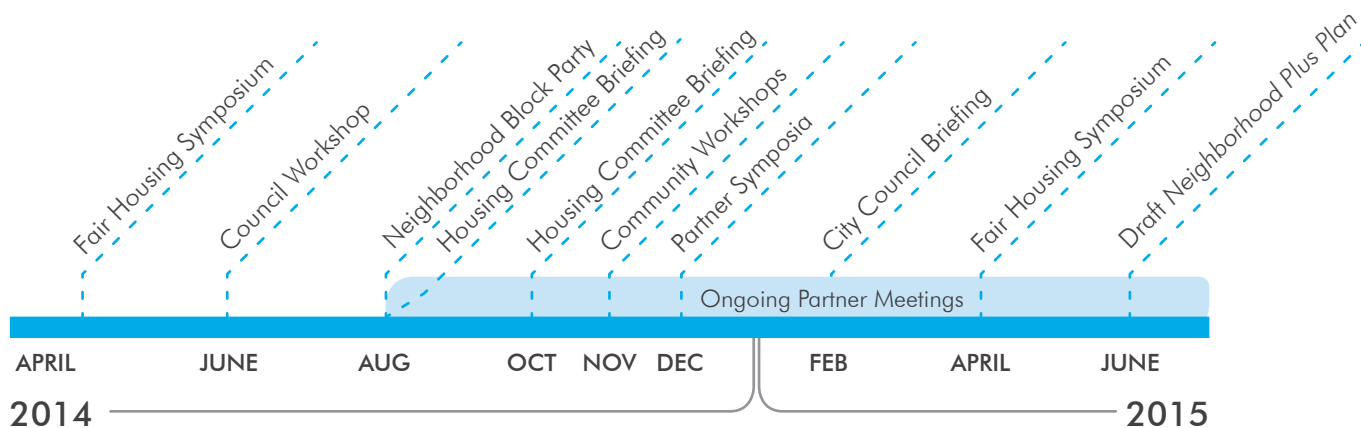 Fair Housing Symposium
Council Workshop
Neighborhood Block Party
Housing Committee Briefing
Housing Committee Briefing
Community Workshops
Partner Symposia
City Council Briefing
Fair Housing Symposium
Draft Neighborhood Plus Plan
Ongoing Partner Meetings
APRIL JUNE AUG OCT NOV DEC FEB APRIL JUNE
2014 2015